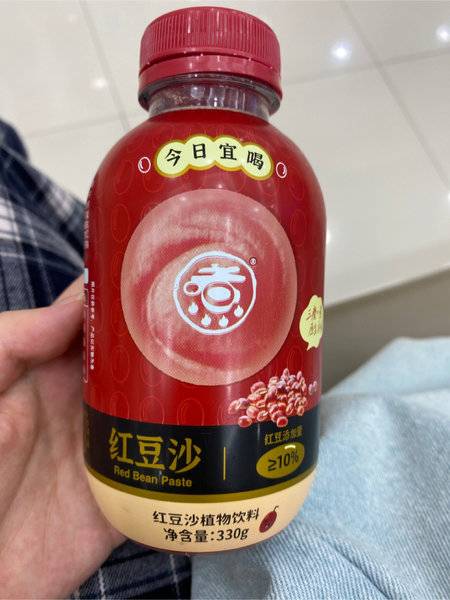 今日宜喝
煮
®
红豆沙
Red Bean Paste
红豆添加量
≥10%
红豆沙植物饮料
净含量:330g